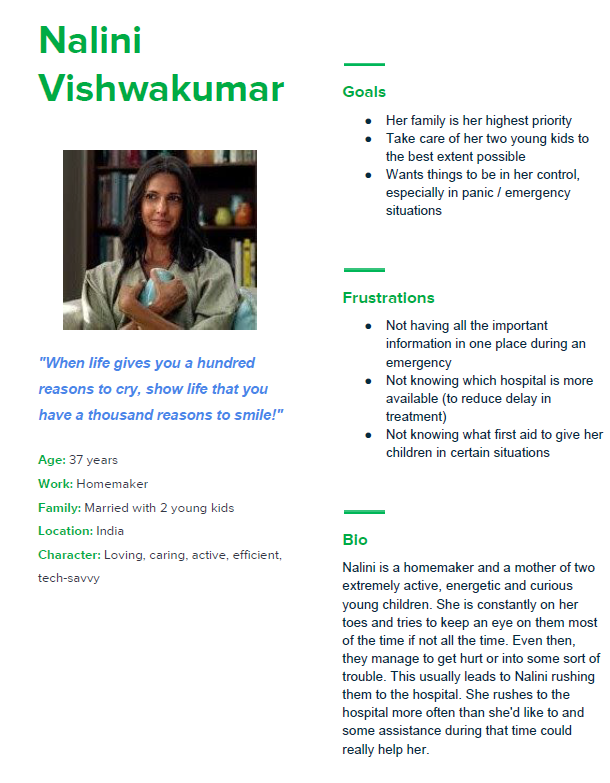 Nalini
Vishwakumar
"When life gives you a hundred
reasons to cry, show life that you
have a thousand reasons to smile!"
Age: 37 years
Work: Homemaker
Family: Married with 2 young kids
Location: India
Character: Loving, caring, active, efficient,
tech-savvy
Goals
● Her family is her highest priority
● Take care of her two young kids to
the best extent possible
● Wants things to be in her control,
especially in panic / emergency
situations
Frustrations
● Not having all the important
information in one place during an
emergency
● Not knowing which hospital is more
available (to reduce delay in
treatment)
● Not knowing what first aid to give her
children in certain situations
Bio
Nalini is a homemaker and a mother of two
extremely active, energetic and curious
young children. She is constantly on her
toes and tries to keep an eye on them most
of the time if not all the time. Even then,
they manage to get hurt or into some sort of
trouble. This usually leads to Nalini rushing
them to the hospital. She rushes to the
hospital more often than she'd like to and
some assistance during that time could
really help her.